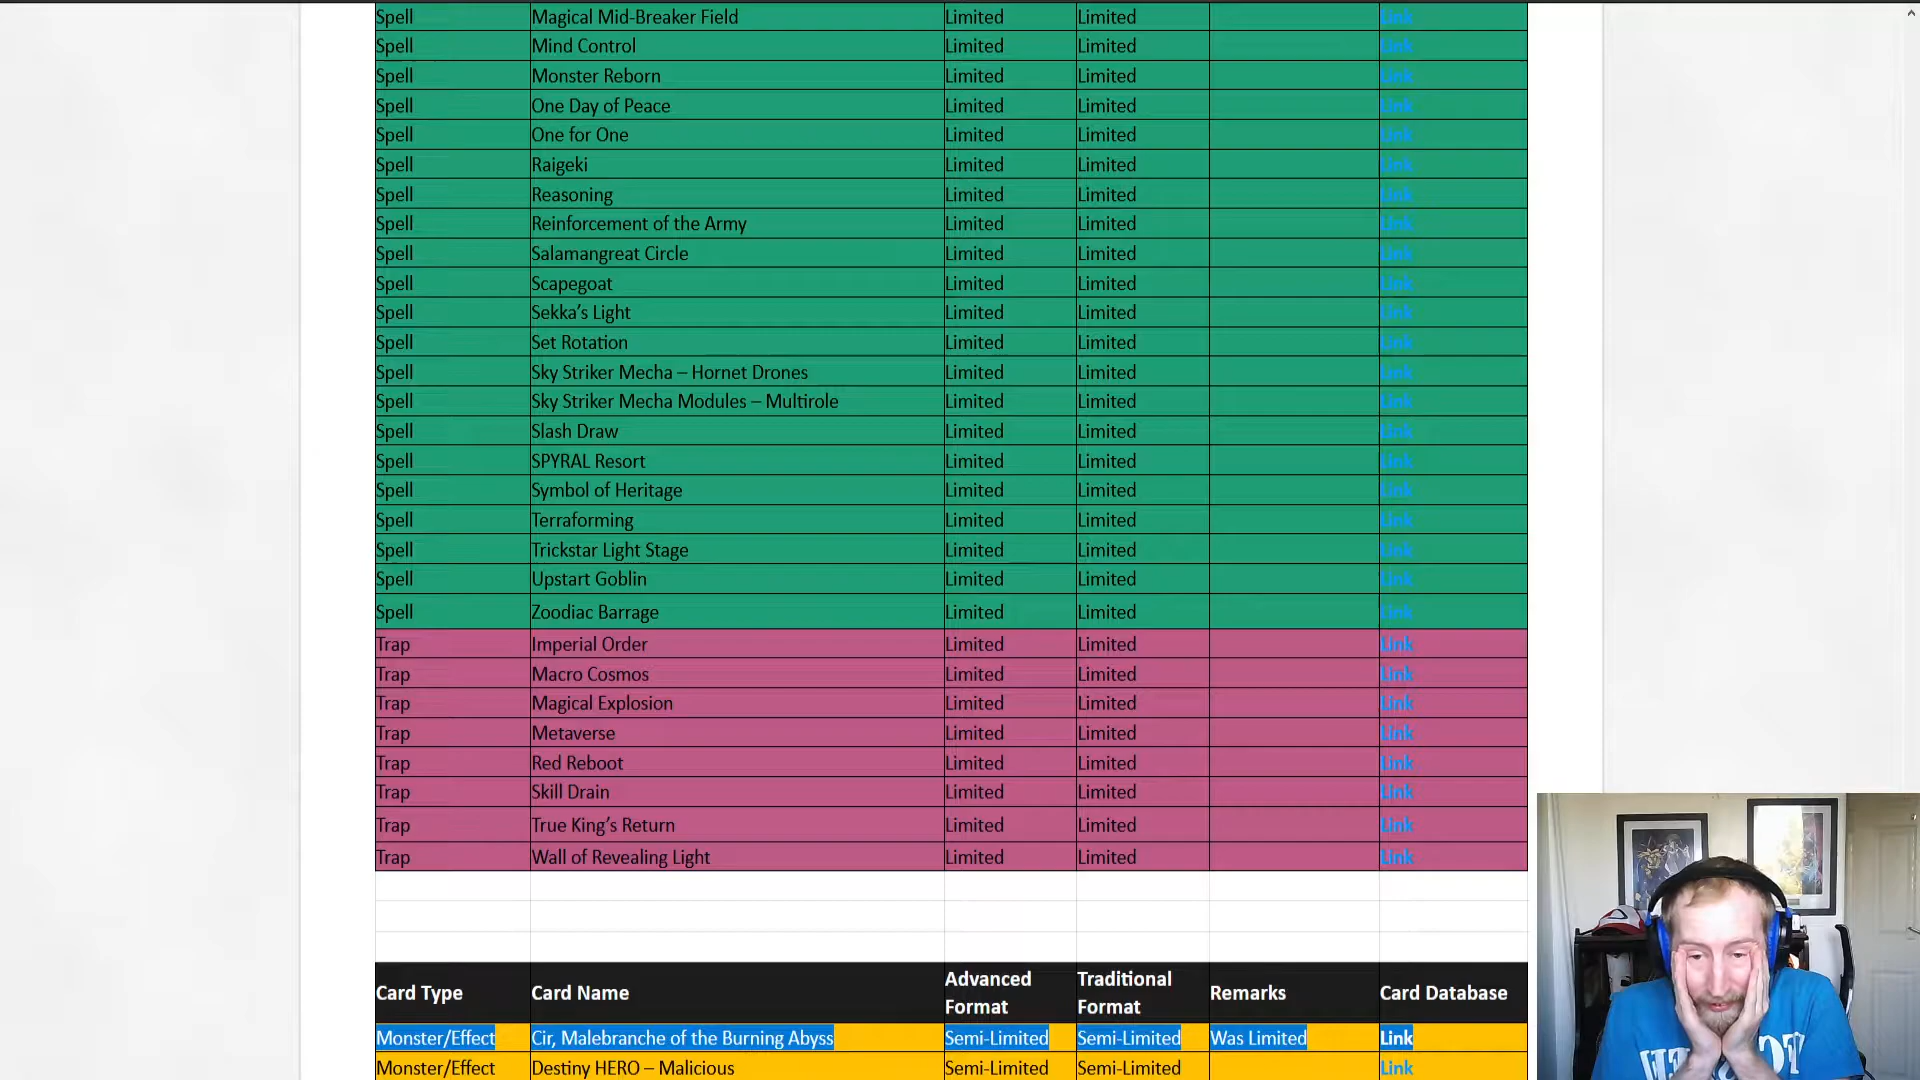 Spell Magical Mid-Breaker Field Limited Limited Link
Spell Mind Control Limited Limited Link
Spell Monster Reborn Limited Limited Link
Spell One Day of Peace Limited Limited Link
Spell One for One Limited Limited Link
Spell Raigeki Limited Limited Link
Spell Reasoning Limited Limited Link
Spell Reinforcement of the Army Limited Limited Link
Spell Salamangreat Circle Limited Limited Link
Spell Scapegoat Limited Limited Link
Spell Sekka’s Light Limited Limited Link
Spell Set Rotation Limited Limited Link
Spell Sky Striker Mecha – Hornet Drones Limited Limited Link
Spell Sky Striker Mecha Modules – Multirole Limited Limited Link
Spell Slash Draw Limited Limited Link
Spell SPYRAL Resort Limited Limited Link
Spell Symbol of Heritage Limited Limited Link
Spell Terraforming Limited Limited Link
Spell Trickstar Light Stage Limited Limited Link
Spell Upstart Goblin Limited Limited Link
Spell Zoodiac Barrage Limited Limited Link
Trap Imperial Order Limited Limited Link
Trap Macro Cosmos Limited Limited Link
Trap Magical Explosion Limited Limited Link
Trap Metaverse Limited Limited Link
Trap Red Reboot Limited Limited Link
Trap Skill Drain Limited Limited Link
Trap True King’s Return Limited Limited Link
Trap Wall of Revealing Light Limited Limited Link
Card Type Card Name Advanced Format Traditional Format Remarks Card Database
Monster/Effect Cir, Malebranche of the Burning Abyss Semi-Limited Semi-Limited Was Limited Link
Monster/Effect Destiny HERO – Malicious Semi-Limited Semi-Limited Link